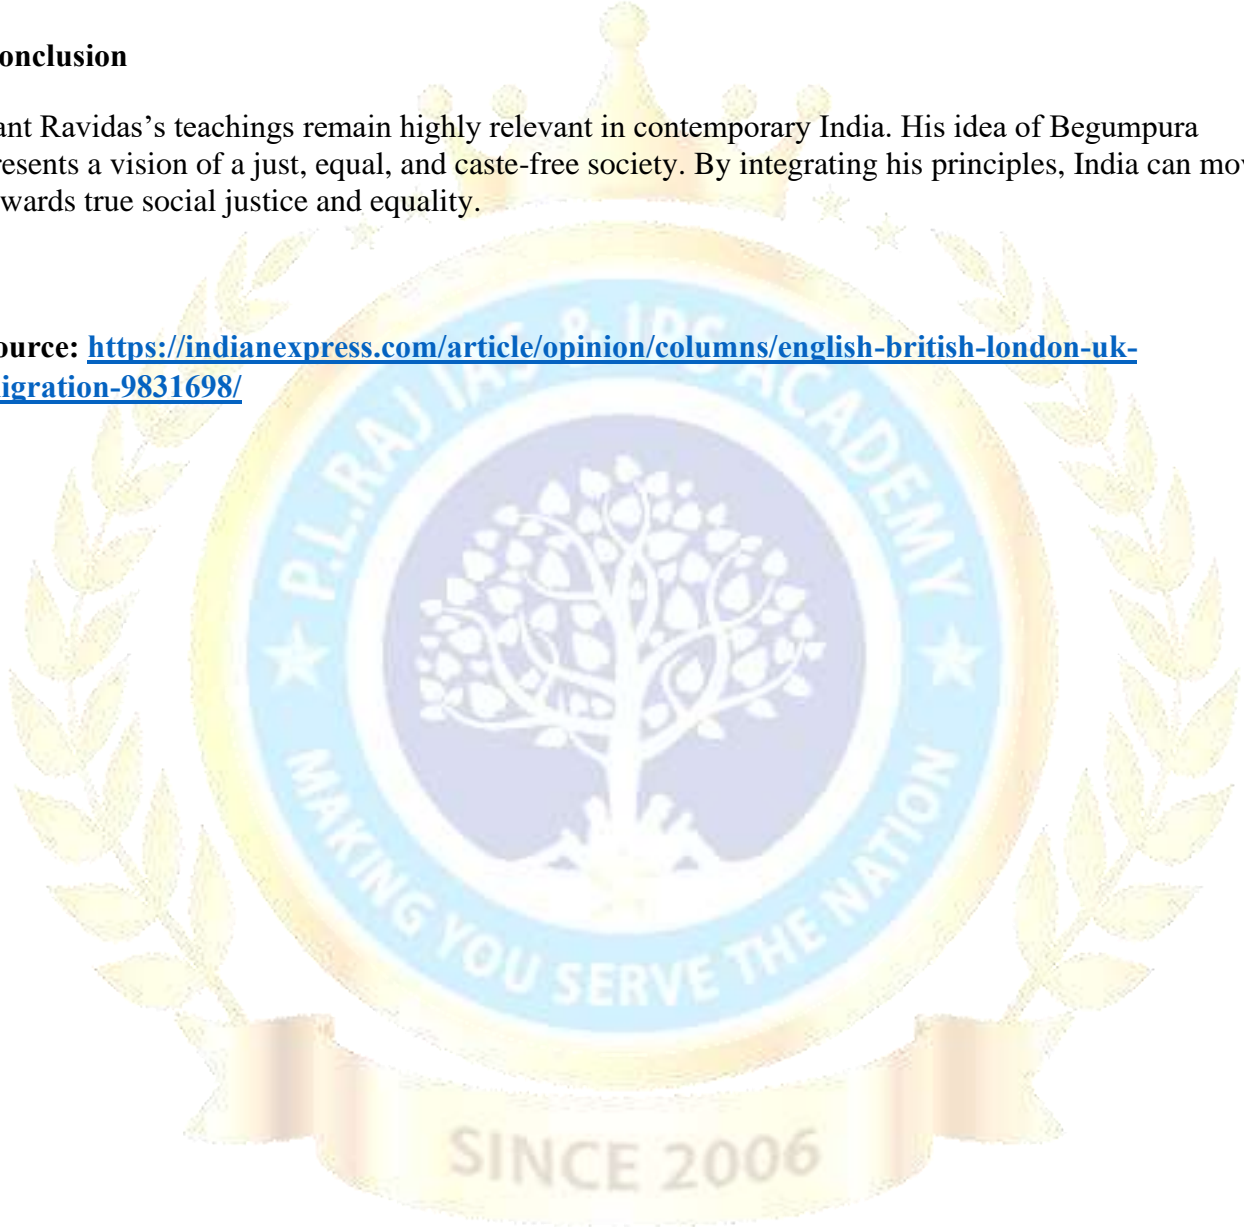 onclusion
ant Ravidas’s teachings remain highly relevant in contemporary India. His idea of Begumpura
resents a vision of a just, equal, and caste-free society. By integrating his principles, India can mov
wards true social justice and equality.
ource: https://indianexpress.com/article/opinion/columns/english-british-london-uk-
igration-9831698/
P.L.RAJ IAS & IPS ACADEMY
MAKING YOU SERVE THE NATION
SINCE 2006